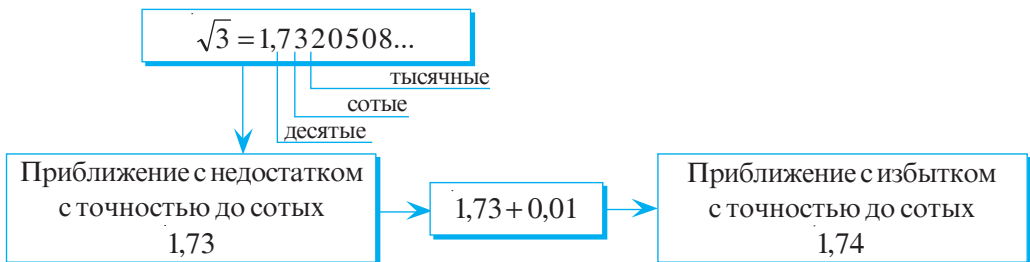 √3 = 1,7320508...
тысячные
сотые
десятые
Приближение с недостатком
с точностью до сотых
1,73
1,73 + 0,01
Приближение с избытком
с точностью до сотых
1,74